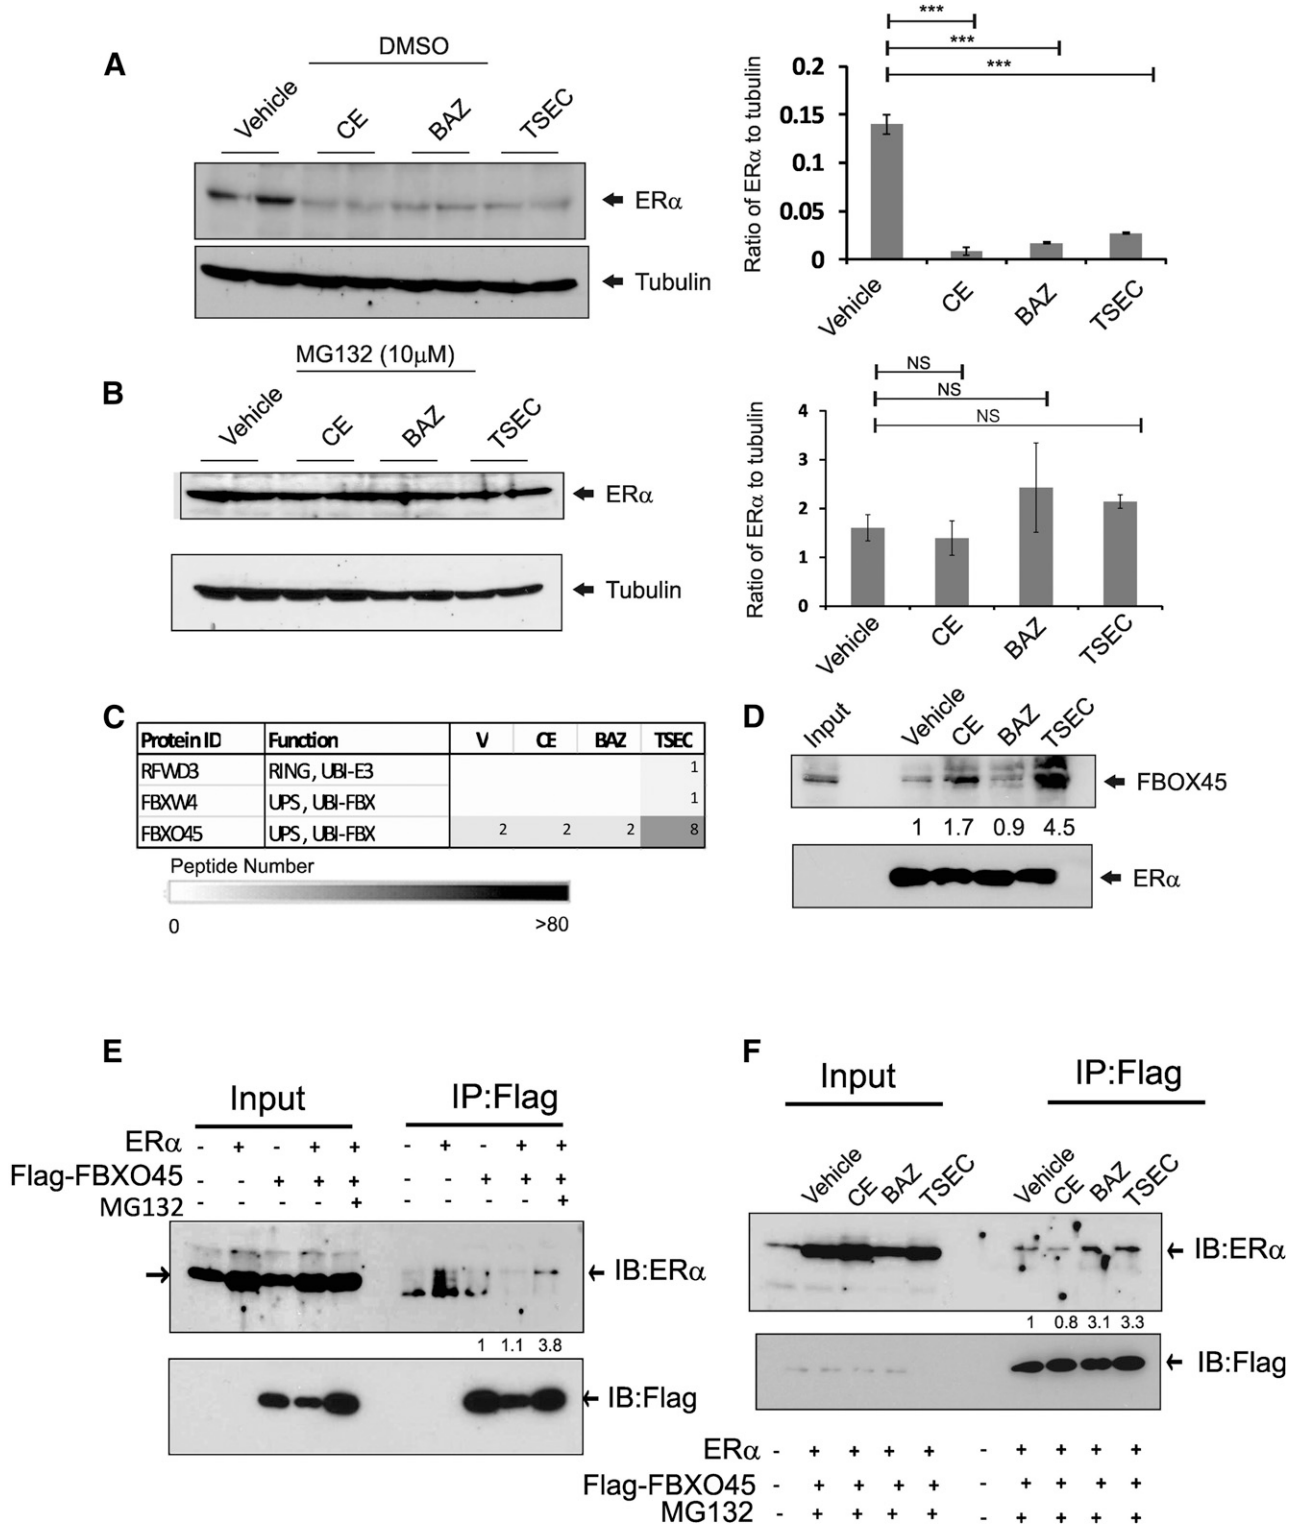 A
DMSO
Vehicle CE BAZ TSEC
ERα
Tubulin
***
***
***
Ratio of ERα to tubulin
0.2
0.15
0.1
0.05
0
Vehicle CE BAZ TSEC
B
MG132 (10µM)
Vehicle CE BAZ TSEC
ERα
Tubulin
NS
NS
NS
Ratio of ERα to tubulin
4
3
2
1
0
Vehicle CE BAZ TSEC
C
Protein ID Function V CE BAZ TSEC
RFWD3 RING, UBI-E3 1
FBXW4 UPS, UBI-FBX 1
FBXO45 UPS, UBI-FBX 2 2 2 8
Peptide Number
0 >80
D
Input Vehicle CE BAZ TSEC
FBOX45
1 1.7 0.9 4.5
ERα
E
Input IP:Flag
ERα - + - + + - + - + +
Flag-FBXO45 - - + + + - - + + +
MG132 - - - - + - - - - +
IB:ERα
1 1.1 3.8
IB:Flag
F
Input IP:Flag
Vehicle CE BAZ TSEC Vehicle CE BAZ TSEC
IB:ERα
1 0.8 3.1 3.3
IB:Flag
ERα - + + + + - + + + +
Flag-FBXO45 - + + + + - + + + +
MG132 - + + + + - + + + +